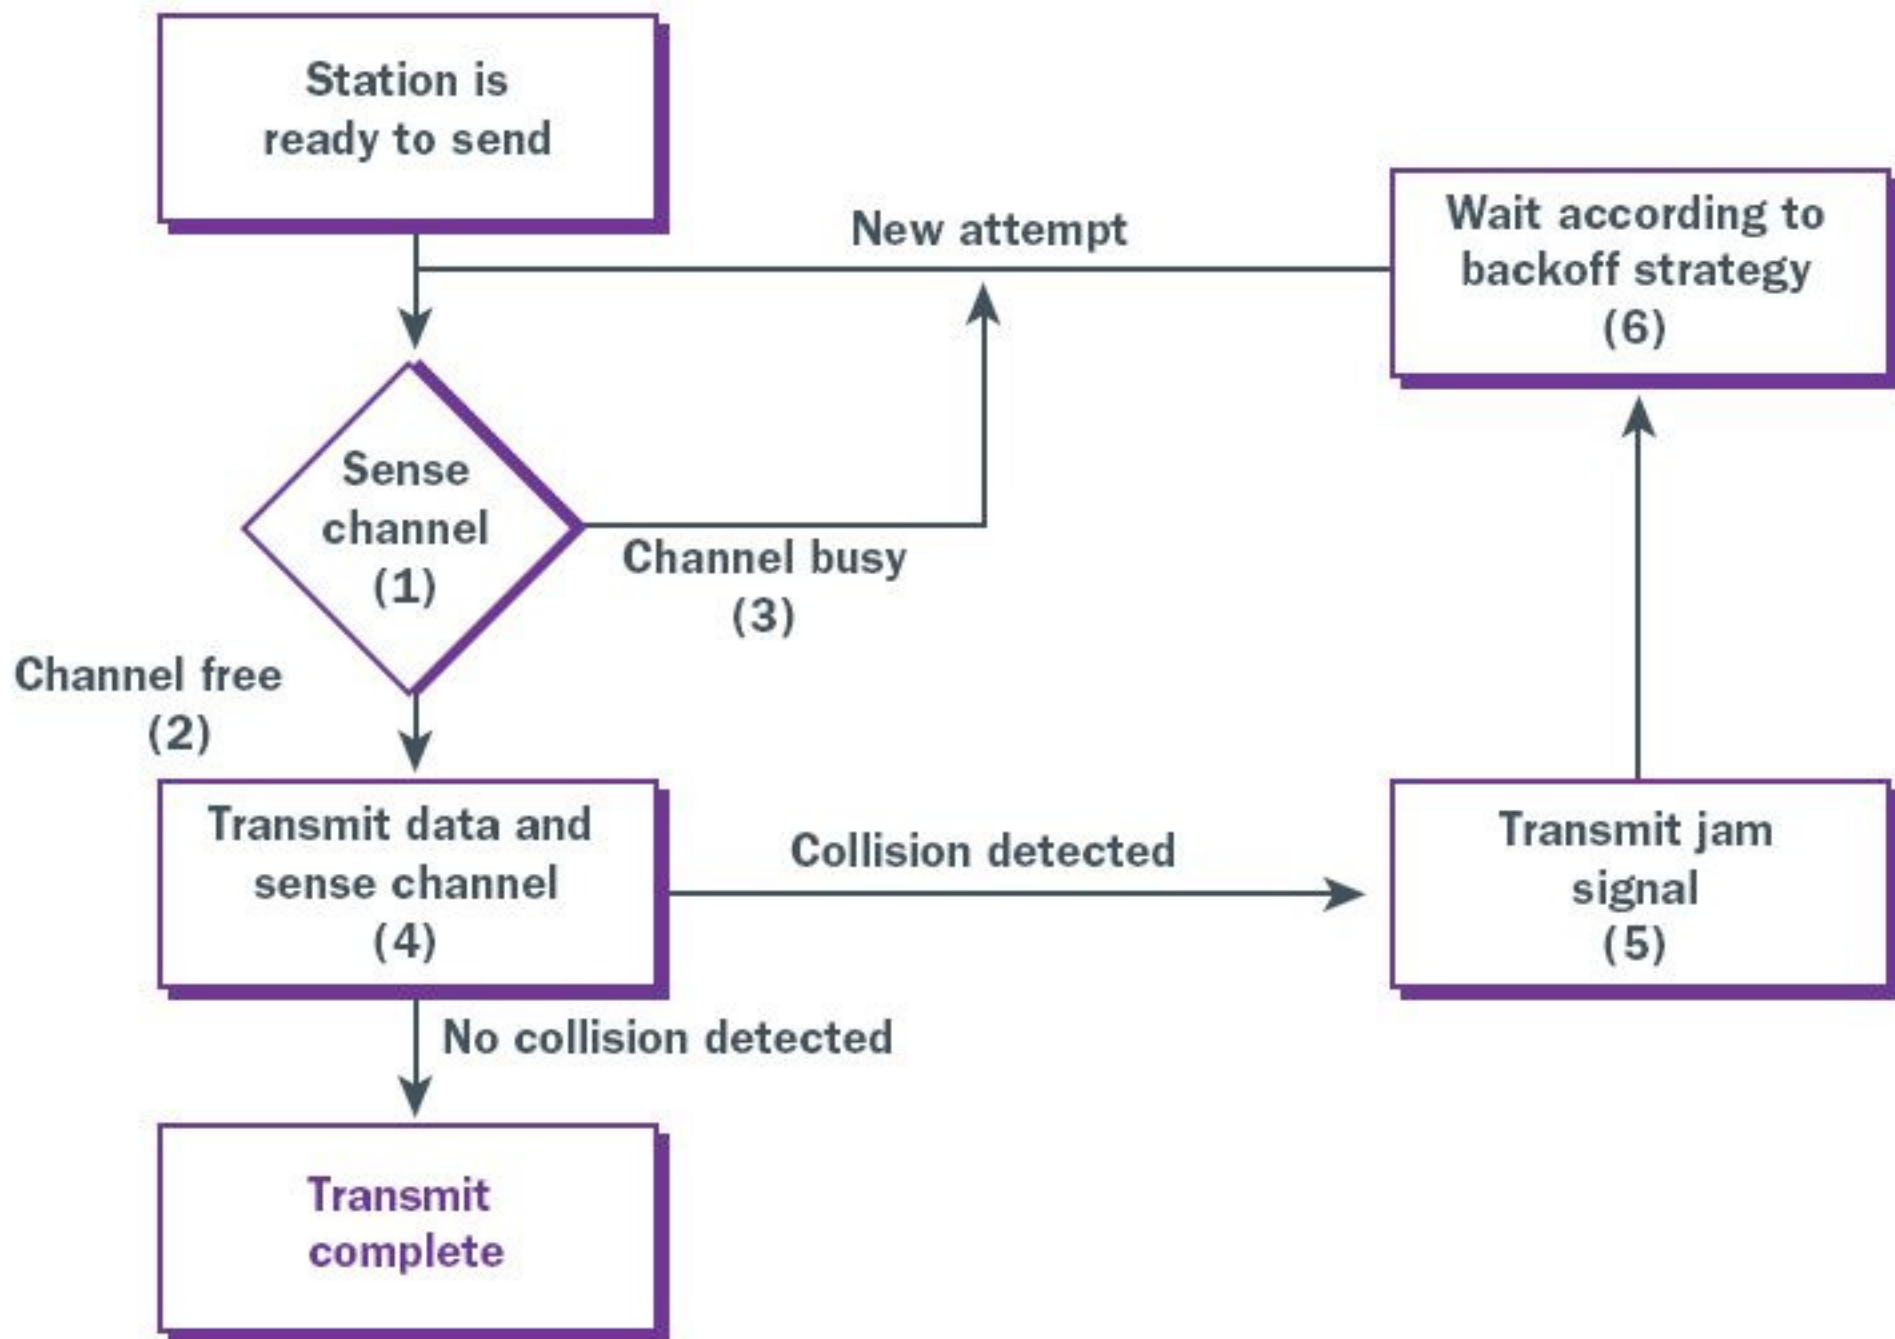 Station is
ready to send
New attempt
Wait according to
backoff strategy
(6)
Sense
channel
(1)
Channel busy
(3)
Channel free
(2)
Transmit data and
sense channel
(4)
Collision detected
Transmit jam
signal
(5)
No collision detected
Transmit
complete